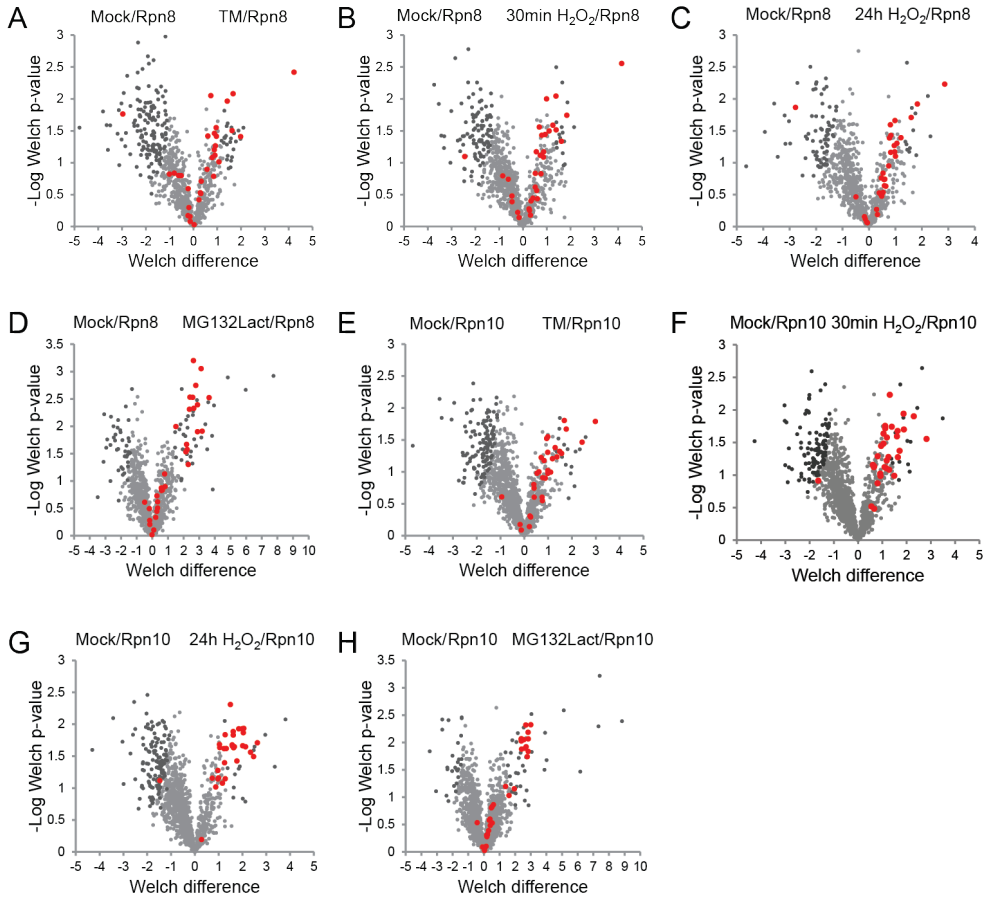 A Mock/Rpn8 TM/Rpn8
3
2.5
2
1.5
1
0.5
0
-Log Welch p-value
-5 -4 -3 -2 -1 0 1 2 3 4 5
Welch difference
B Mock/Rpn8 30min H₂O₂/Rpn8
3
2.5
2
1.5
1
0.5
0
-Log Welch p-value
-5 -4 -3 -2 -1 0 1 2 3 4 5
Welch difference
C Mock/Rpn8 24h H₂O₂/Rpn8
3
2.5
2
1.5
1
0.5
0
-Log Welch p-value
-5 -4 -3 -2 -1 0 1 2 3 4
Welch difference
D Mock/Rpn8 MG132Lact/Rpn8
3.5
3
2.5
2
1.5
1
0.5
0
-Log Welch p-value
-5 -4 -3 -2 -1 0 1 2 3 4 5 6 7 8 9 10
Welch difference
E Mock/Rpn10 TM/Rpn10
3
2.5
2
1.5
1
0.5
0
-Log Welch p-value
-5 -4 -3 -2 -1 0 1 2 3 4 5
Welch difference
F Mock/Rpn10 30min H₂O₂/Rpn10
3
2.5
2
1.5
1
0.5
0
-Log Welch p-value
-5 -4 -3 -2 -1 0 1 2 3 4 5
Welch difference
G Mock/Rpn10 24h H₂O₂/Rpn10
3
2.5
2
1.5
1
0.5
0
-Log Welch p-value
-5 -4 -3 -2 -1 0 1 2 3 4 5
Welch difference
H Mock/Rpn10 MG132Lact/Rpn10
3.5
3
2.5
2
1.5
1
0.5
0
-Log Welch p-value
-5 -4 -3 -2 -1 0 1 2 3 4 5 6 7 8 9 10
Welch difference